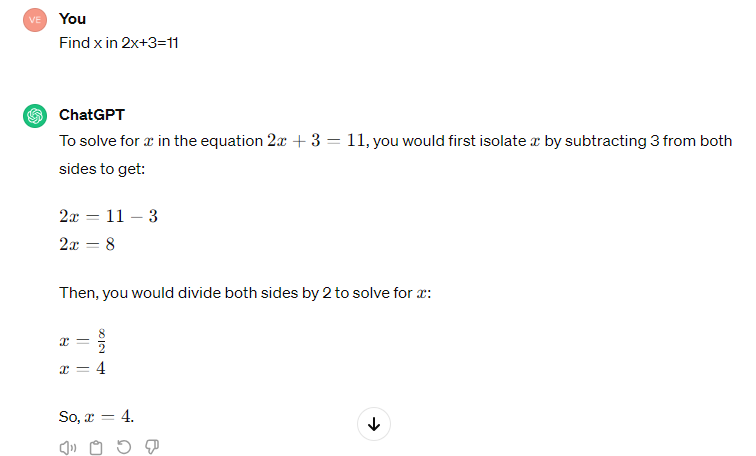 VE
You
Find x in 2x+3=11
ChatGPT
To solve for x in the equation 2x + 3 = 11, you would first isolate x by subtracting 3 from both
sides to get:
2x = 11 − 3
2x = 8
Then, you would divide both sides by 2 to solve for x:
x = 8/2
x = 4
So, x = 4.